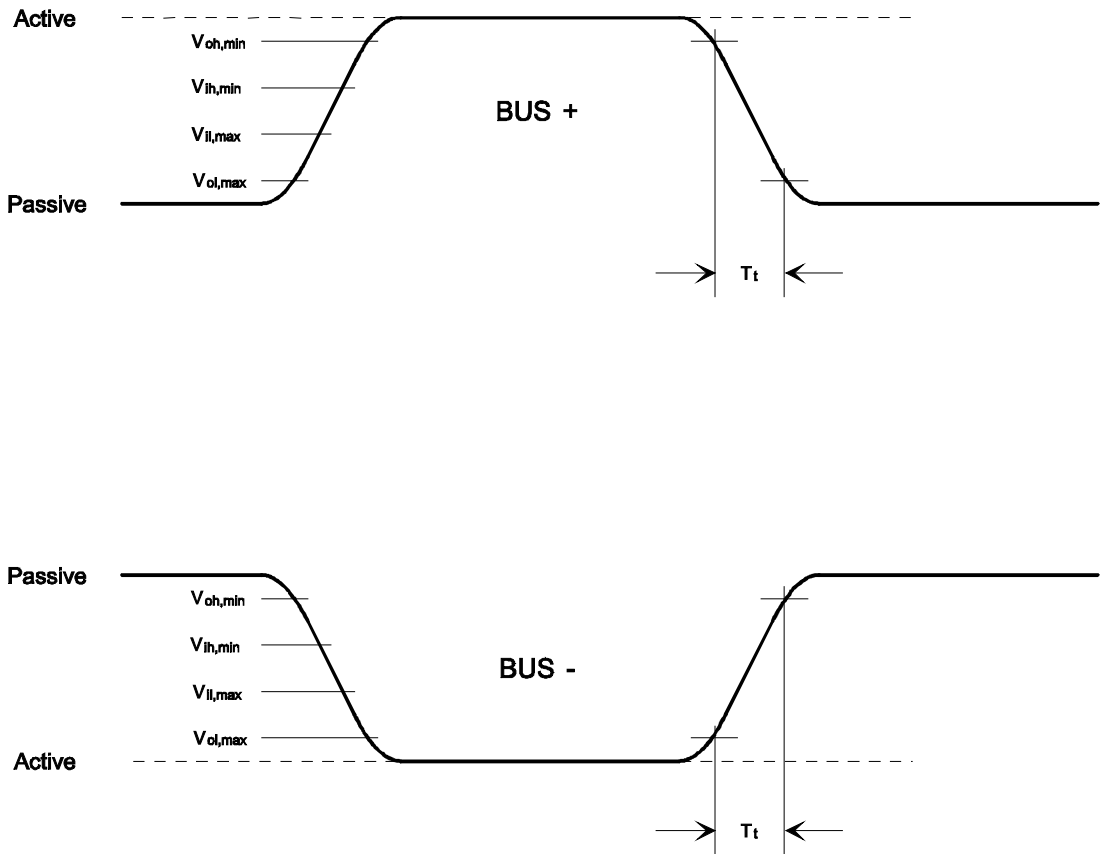 Active
Voh,min
Vih,min
BUS +
Vil,max
Vol,max
Passive
Tt
Passive
Voh,min
Vih,min
BUS -
Vil,max
Vol,max
Active
Tt